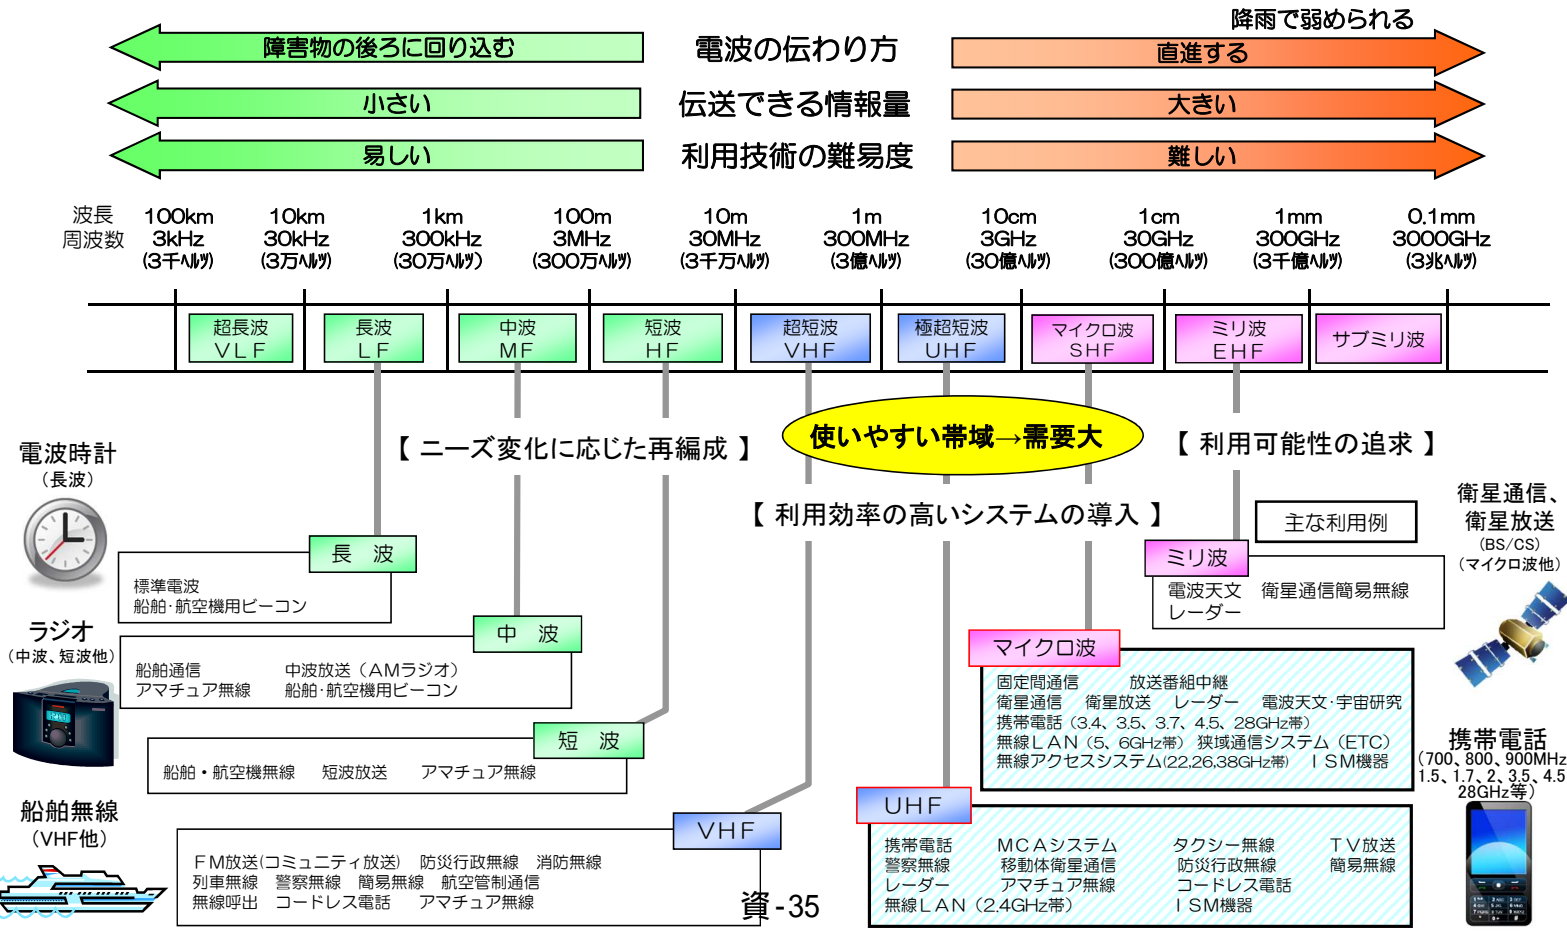 降雨で弱められる
障害物の後ろに回り込む 電波の伝わり方 直進する
小さい 伝送できる情報量 大きい
易しい 利用技術の難易度 難しい
波長 100km 10km 1km 100m 10m 1m 10cm 1cm 1mm 0.1mm
周波数 3kHz 30kHz 300kHz 3MHz 30MHz 300MHz 3GHz 30GHz 300GHz 3000GHz
(3千ヘルツ) (3万ヘルツ) (30万ヘルツ) (300万ヘルツ) (3千万ヘルツ) (3億ヘルツ) (30億ヘルツ) (300億ヘルツ) (3千億ヘルツ) (3兆ヘルツ)
超長波 長波 中波 短波 超短波 極超短波 マイクロ波 ミリ波 サブミリ波
VLF LF MF HF VHF UHF SHF EHF
使いやすい帯域→需要大
【 ニーズ変化に応じた再編成 】
【 利用可能性の追求 】
【 利用効率の高いシステムの導入 】
主な利用例
電波時計
(長波)
長 波
標準電波
船舶・航空機用ビーコン
ラジオ
(中波、短波他)
中 波
船舶通信 中波放送（AMラジオ）
アマチュア無線 船舶・航空機用ビーコン
短 波
船舶・航空機無線 短波放送 アマチュア無線
船舶無線
(VHF他)
VHF
FM放送(コミュニティ放送) 防災行政無線 消防無線
列車無線 警察無線 簡易無線 航空管制通信
無線呼出 コードレス電話 アマチュア無線
衛星通信、
衛星放送
(BS/CS)
(マイクロ波他)
ミリ波
電波天文 衛星通信簡易無線
レーダー
マイクロ波
固定間通信 放送番組中継
衛星通信 衛星放送 レーダー 電波天文・宇宙研究
携帯電話（3.4、3.5、3.7、4.5、28GHz帯）
無線LAN（5、6GHz帯） 狭域通信システム（ETC）
無線アクセスシステム(22,26,38GHz帯) ISM機器
携帯電話
(700、800、900MHz
1.5、1.7、2、3.5、4.5
28GHz等)
UHF
携帯電話 MCAシステム タクシー無線 TV放送
警察無線 移動体衛星通信 防災行政無線 簡易無線
レーダー アマチュア無線 コードレス電話
無線LAN（2.4GHz帯） ISM機器
資-35